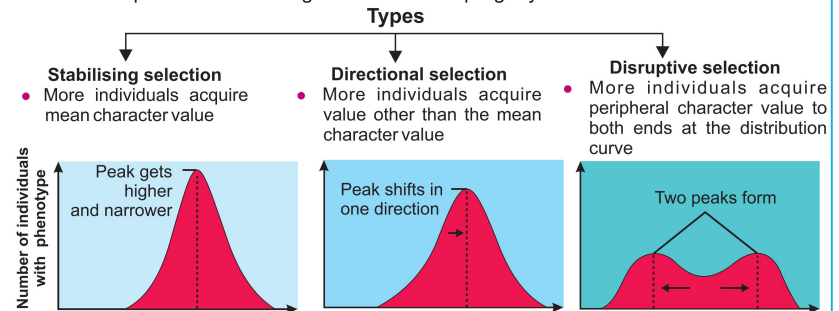 Types
Stabilising selection
• More individuals acquire
mean character value
Directional selection
• More individuals acquire
value other than the mean
character value
Disruptive selection
• More individuals acquire
peripheral character value to
both ends at the distribution
curve
Number of individuals
with phenotype
Peak gets
higher
and narrower
Peak shifts in
one direction
Two peaks form